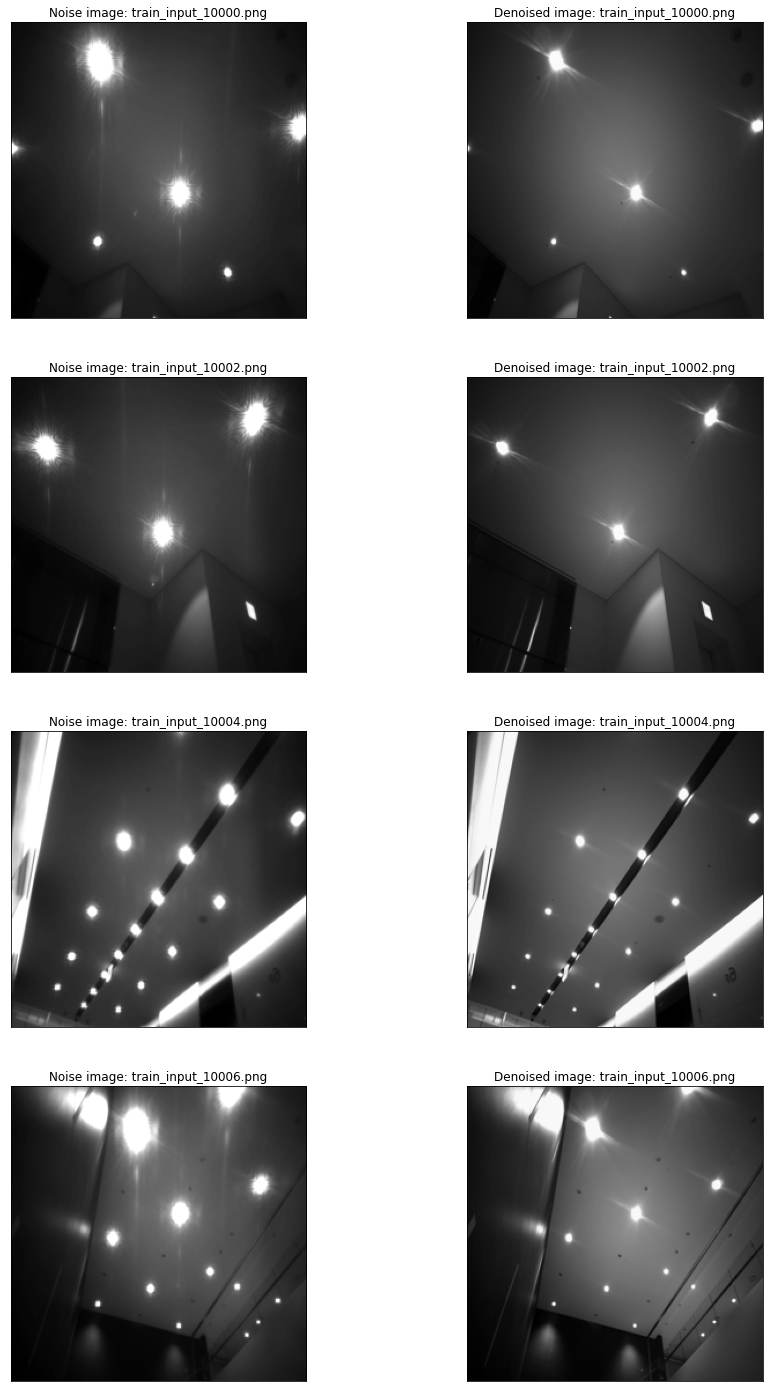 Noise image: train_input_10000.png
Denoised image: train_input_10000.png
Noise image: train_input_10002.png
Denoised image: train_input_10002.png
Noise image: train_input_10004.png
Denoised image: train_input_10004.png
Noise image: train_input_10006.png
Denoised image: train_input_10006.png